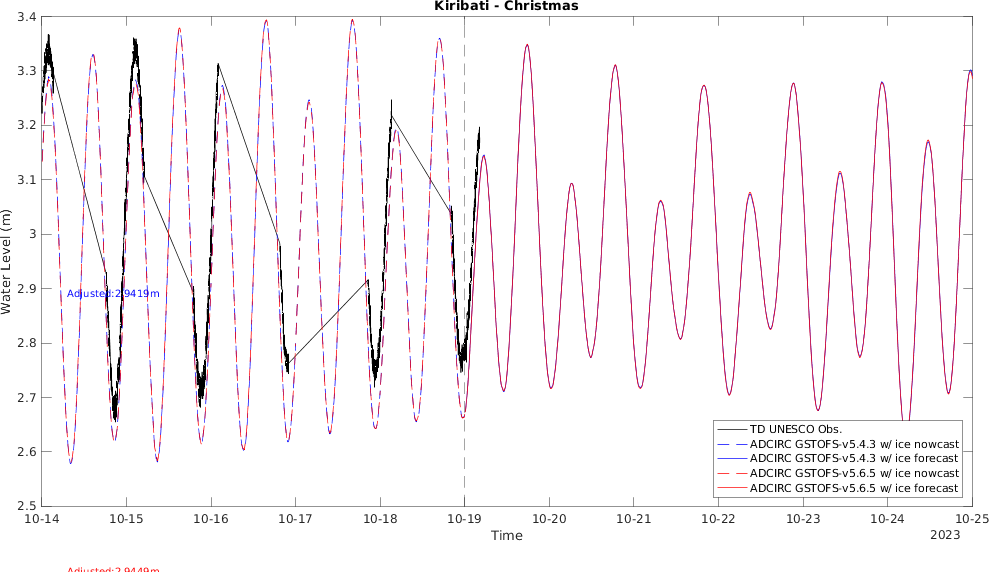 Kiribati - Christmas
3.4
3.3
3.2
3.1
3
2.9
2.8
2.7
2.6
2.5
Water Level (m)
Adjusted:2.9419m
TD UNESCO Obs.
ADCIRC GSTOFS-v5.4.3 w/ ice nowcast
ADCIRC GSTOFS-v5.4.3 w/ ice forecast
ADCIRC GSTOFS-v5.6.5 w/ ice nowcast
ADCIRC GSTOFS-v5.6.5 w/ ice forecast
10-14 10-15 10-16 10-17 10-18 10-19 10-20 10-21 10-22 10-23 10-24 10-25
Time
2023
Adjusted:2.9449m